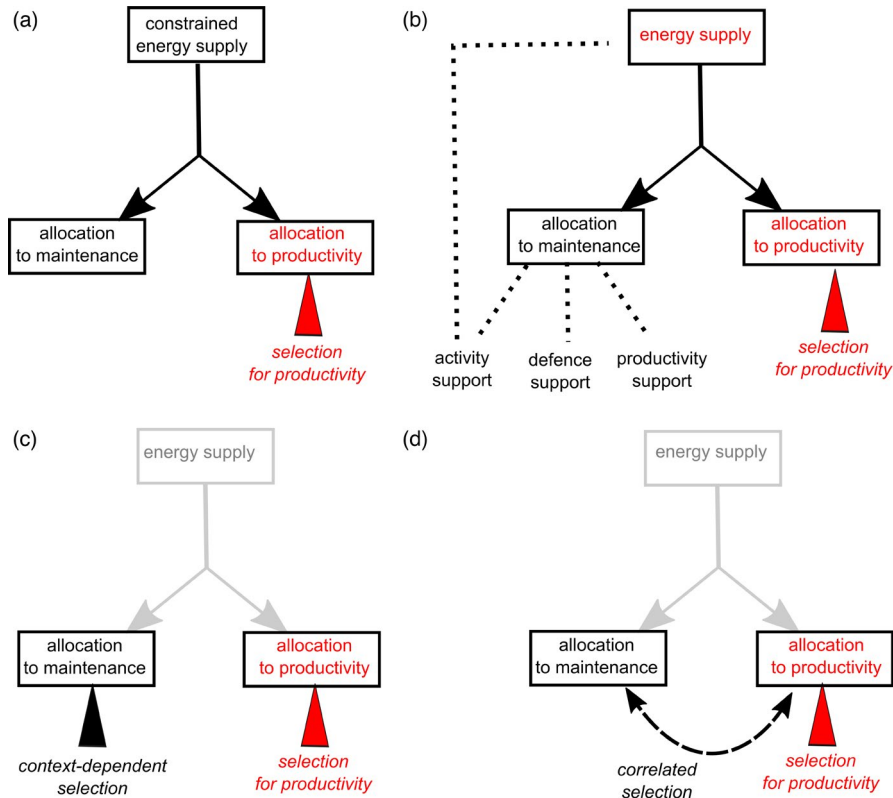 (a)
constrained
energy supply
allocation
to maintenance
allocation
to productivity
selection
for productivity
(b)
energy supply
allocation
to maintenance
allocation
to productivity
activity
support
defence
support
productivity
support
selection
for productivity
(c)
energy supply
allocation
to maintenance
allocation
to productivity
context-dependent
selection
selection
for productivity
(d)
energy supply
allocation
to maintenance
allocation
to productivity
correlated
selection
selection
for productivity